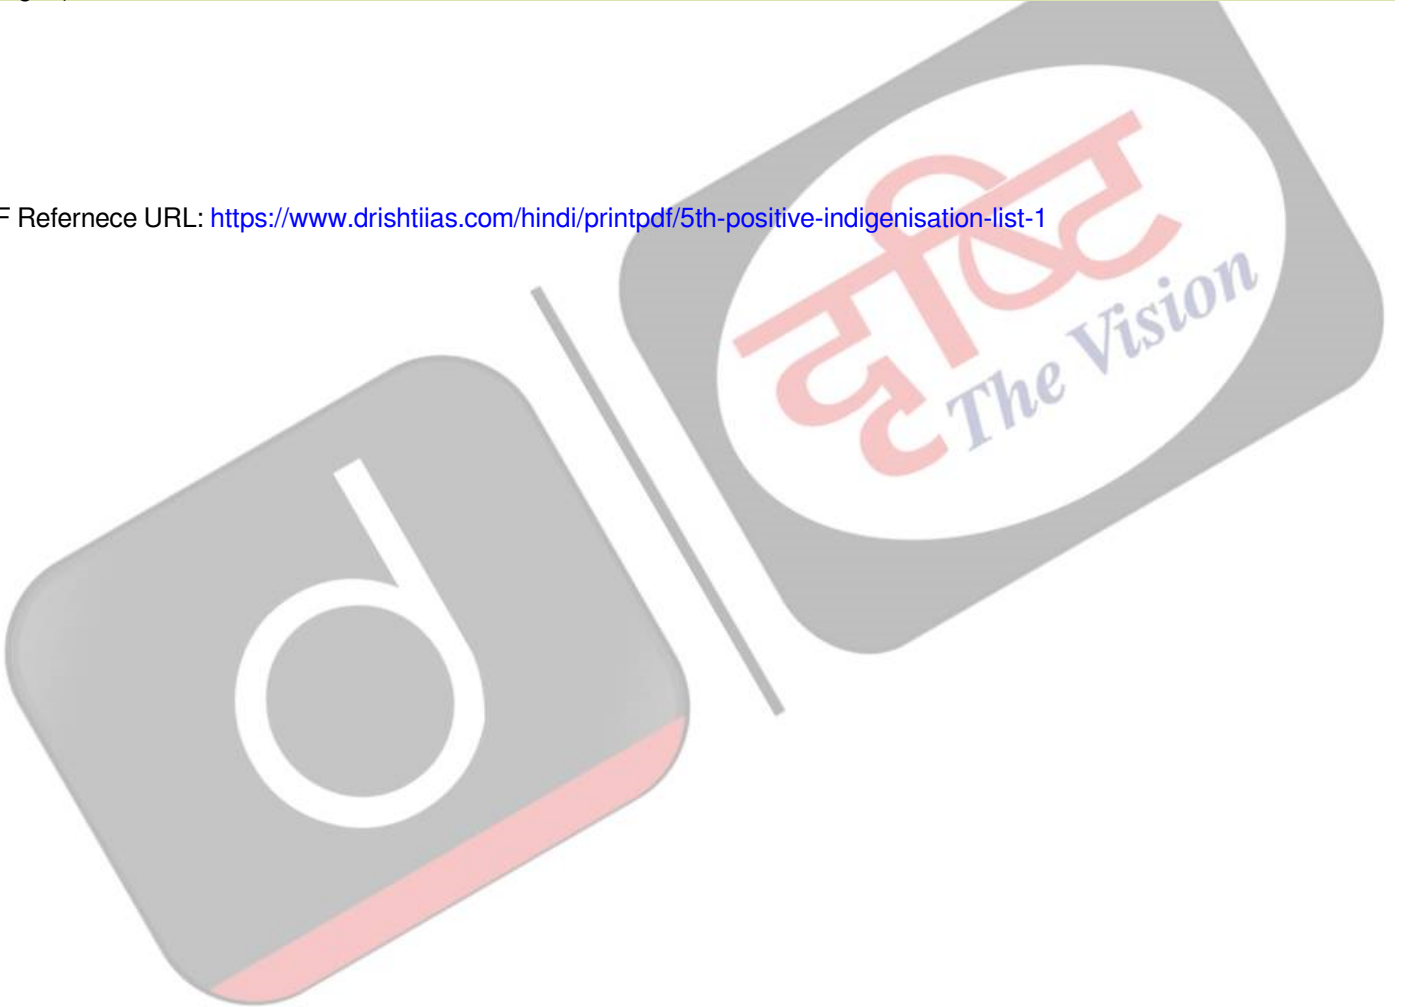 F Refernece URL: https://www.drishtiias.com/hindi/printpdf/5th-positive-indigenisation-list-1
दृष्टि
The Vision
d